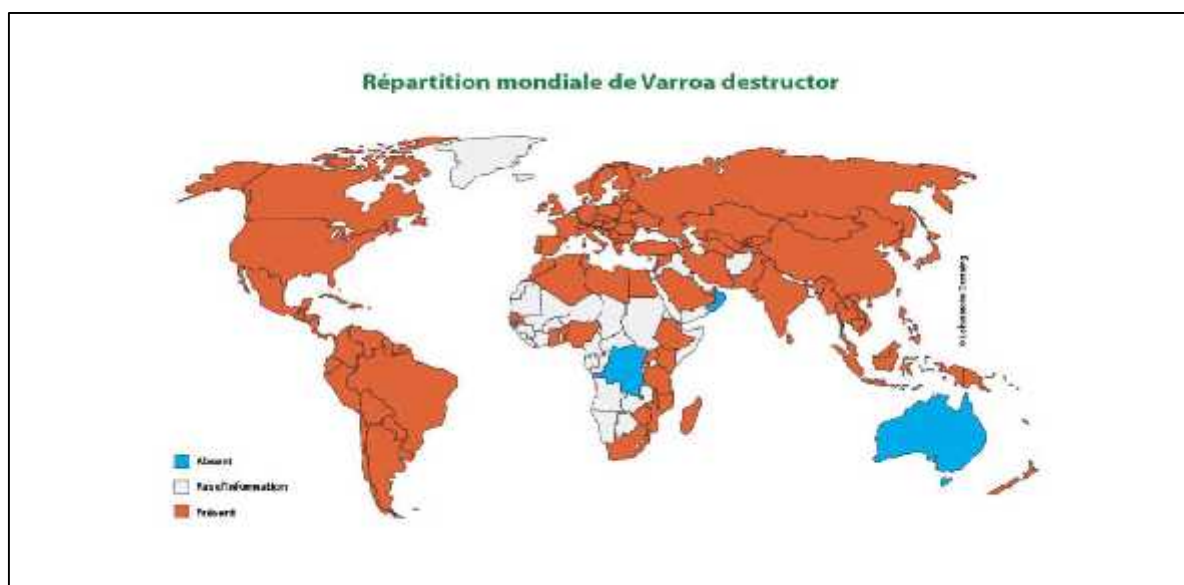 Répartition mondiale de Varroa destructor
Absent
Pas d'information
Présent